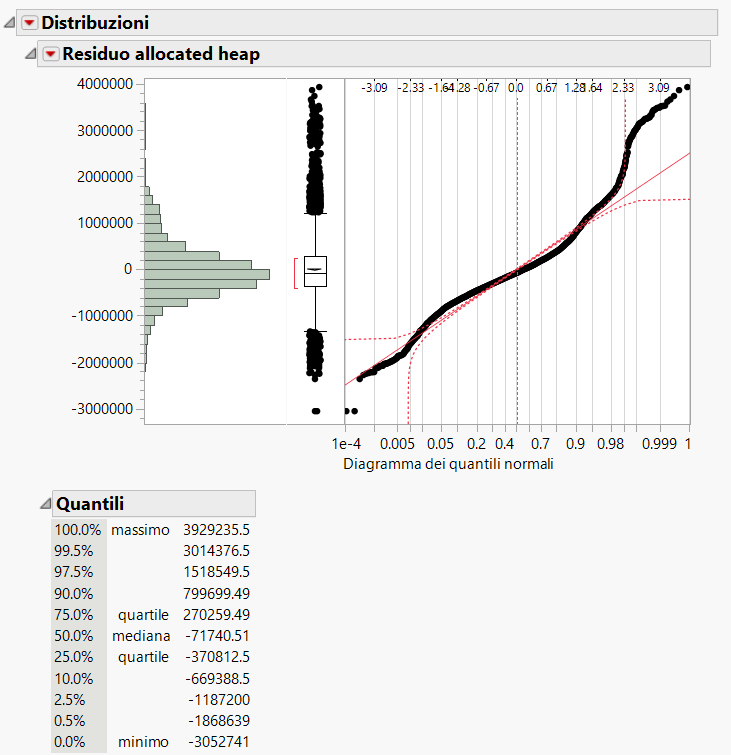 Distribuzioni
Residuo allocated heap
4000000
3000000
2000000
1000000
0
-1000000
-2000000
-3000000
-3.09 -2.33 -1.64 -1.28 -0.67 0.0 0.67 1.28 1.64 2.33 3.09
1e-4 0.005 0.05 0.2 0.4 0.7 0.9 0.98 0.999 1
Diagramma dei quantili normali
Quantili
100.0% massimo 3929235.5
99.5% 3014376.5
97.5% 1518549.5
90.0% 799699.49
75.0% quartile 270259.49
50.0% mediana -71740.51
25.0% quartile -370812.5
10.0% -669388.5
2.5% -1187200
0.5% -1868639
0.0% minimo -3052741